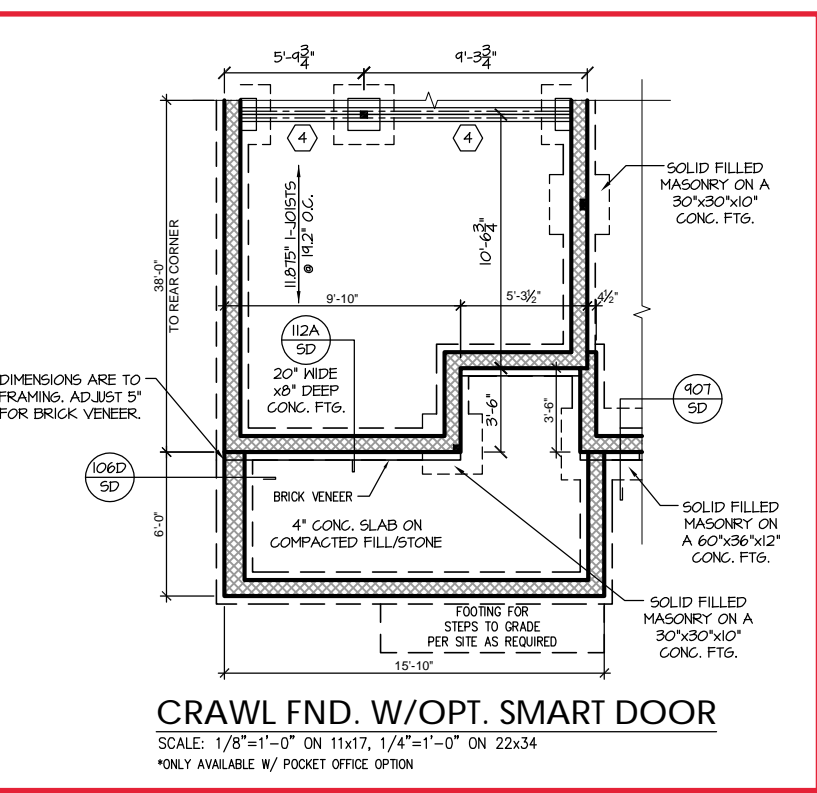 5'-9 3/4"
9'-3 3/4"
4
4
SOLID FILLED
MASONRY ON A
30"x30"x10"
CONC. FTG.
11.875" I-JOISTS
@ 19.2" O.C.
10'-6 3/4"
38'-0"
TO REAR CORNER
9'-10"
5'-3½"
4½"
112A
SD
20" WIDE
x8" DEEP
CONC. FTG.
DIMENSIONS ARE TO
FRAMING. ADJUST 5"
FOR BRICK VENEER.
907
SD
3'-6"
3'-6"
106D
SD
BRICK VENEER
4" CONC. SLAB ON
COMPACTED FILL/STONE
6'-0"
SOLID FILLED
MASONRY ON
A 60"x36"x12"
CONC. FTG.
SOLID FILLED
MASONRY ON A
30"x30"x10"
CONC. FTG.
FOOTING FOR
STEPS TO GRADE
PER SITE AS REQUIRED
15'-10"
CRAWL FND. W/OPT. SMART DOOR
SCALE: 1/8"=1'-0" ON 11x17, 1/4"=1'-0" ON 22x34
*ONLY AVAILABLE W/ POCKET OFFICE OPTION